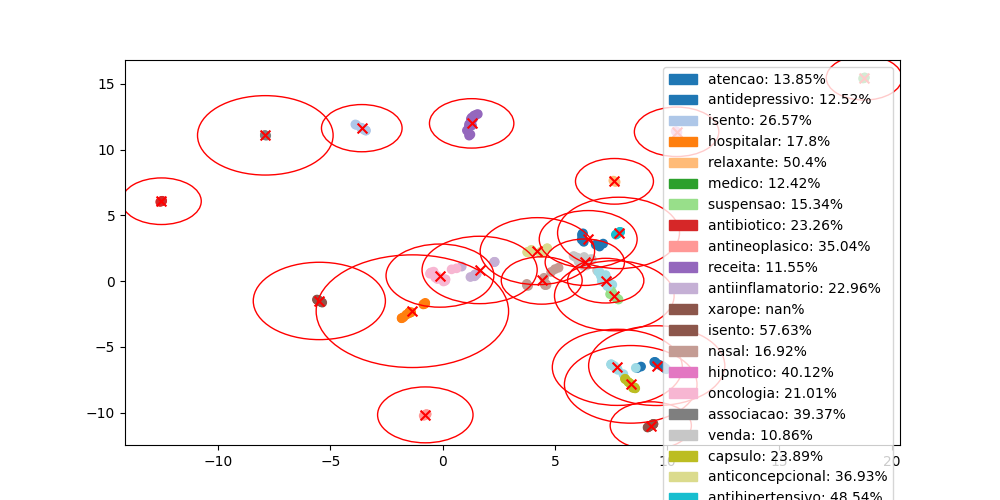 15
10
5
0
−5
−10
−10
−5
0
5
10
15
20
atencao: 13.85%
antidepressivo: 12.52%
isento: 26.57%
hospitalar: 17.8%
relaxante: 50.4%
medico: 12.42%
suspensao: 15.34%
antibiotico: 23.26%
antineoplasico: 35.04%
receita: 11.55%
antiinflamatorio: 22.96%
xarope: nan%
isento: 57.63%
nasal: 16.92%
hipnotico: 40.12%
oncologia: 21.01%
associacao: 39.37%
venda: 10.86%
capsulo: 23.89%
anticoncepcional: 36.93%
antihipertensivo: 48.54%